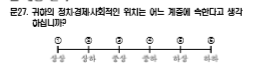 문27. 귀하의 정치·경제·사회적인 위치는 어느 계층에 속한다고 생각
하십니까?
① ② ③ ④ ⑤ ⑥
상상 상하 중상 중하 하상 하하